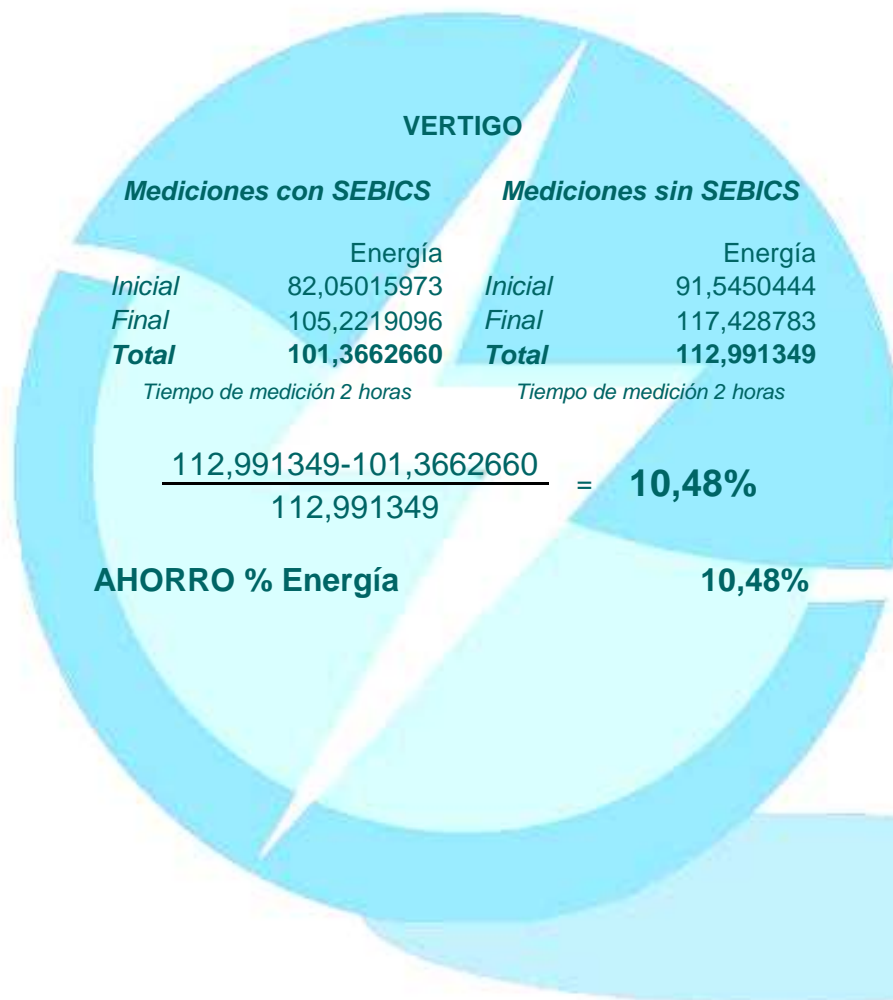 VERTIGO
Mediciones con SEBICS Mediciones sin SEBICS
Energía Energía
Inicial 82,05015973 Inicial 91,5450444
Final 105,2219096 Final 117,428783
Total 101,3662660 Total 112,991349
Tiempo de medición 2 horas Tiempo de medición 2 horas
112,991349-101,3662660
= 10,48%
112,991349
AHORRO % Energía 10,48%